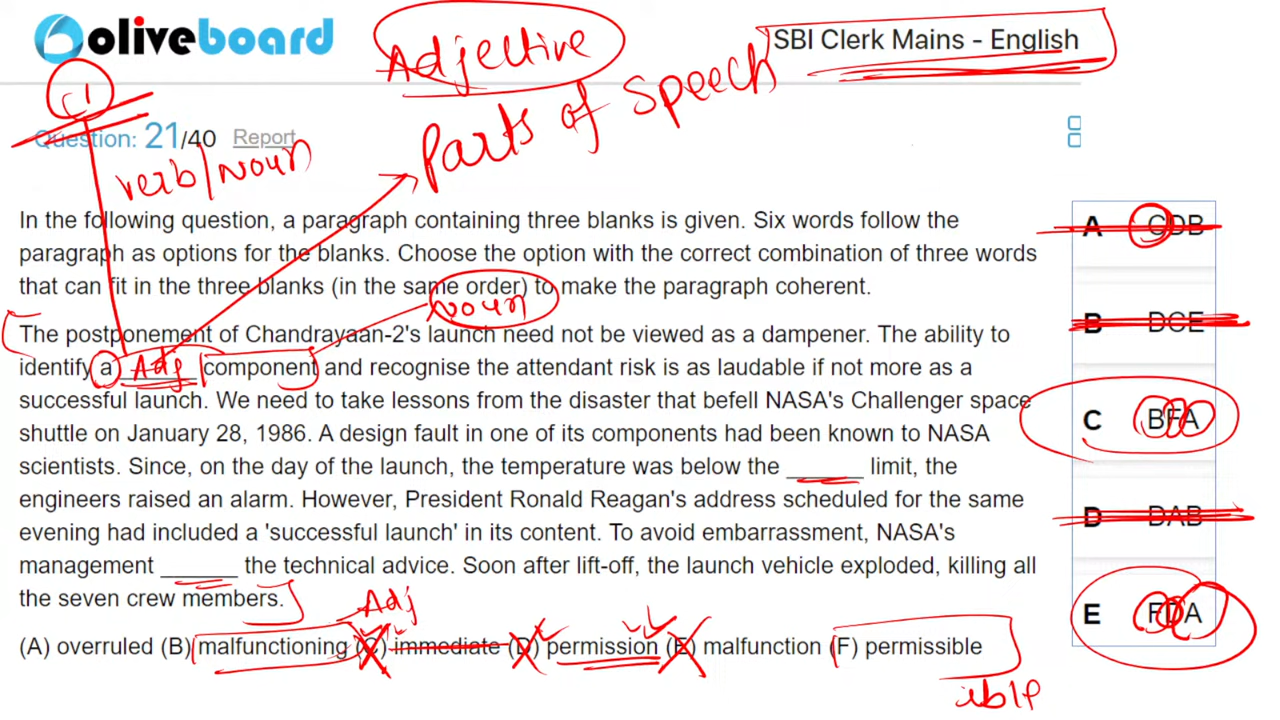 oliveboard
Adjective
SBI Clerk Mains - English
C1
Parts of Speech
Question: 21/40 Report
verb/Noun
In the following question, a paragraph containing three blanks is given. Six words follow the
paragraph as options for the blanks. Choose the option with the correct combination of three words
that can fit in the three blanks (in the same order) to make the paragraph coherent.
Noun
The postponement of Chandrayaan-2's launch need not be viewed as a dampener. The ability to
identify a Adj component and recognise the attendant risk is as laudable if not more as a
successful launch. We need to take lessons from the disaster that befell NASA's Challenger space
shuttle on January 28, 1986. A design fault in one of its components had been known to NASA
scientists. Since, on the day of the launch, the temperature was below the ______ limit, the
engineers raised an alarm. However, President Ronald Reagan's address scheduled for the same
evening had included a 'successful launch' in its content. To avoid embarrassment, NASA's
management ______ the technical advice. Soon after lift-off, the launch vehicle exploded, killing all
the seven crew members.
Adj
(A) overruled (B) malfunctioning (C) immediate (D) permission (E) malfunction (F) permissible
ible
A CDB
B DCE
C BFA
D DAB
E FDA